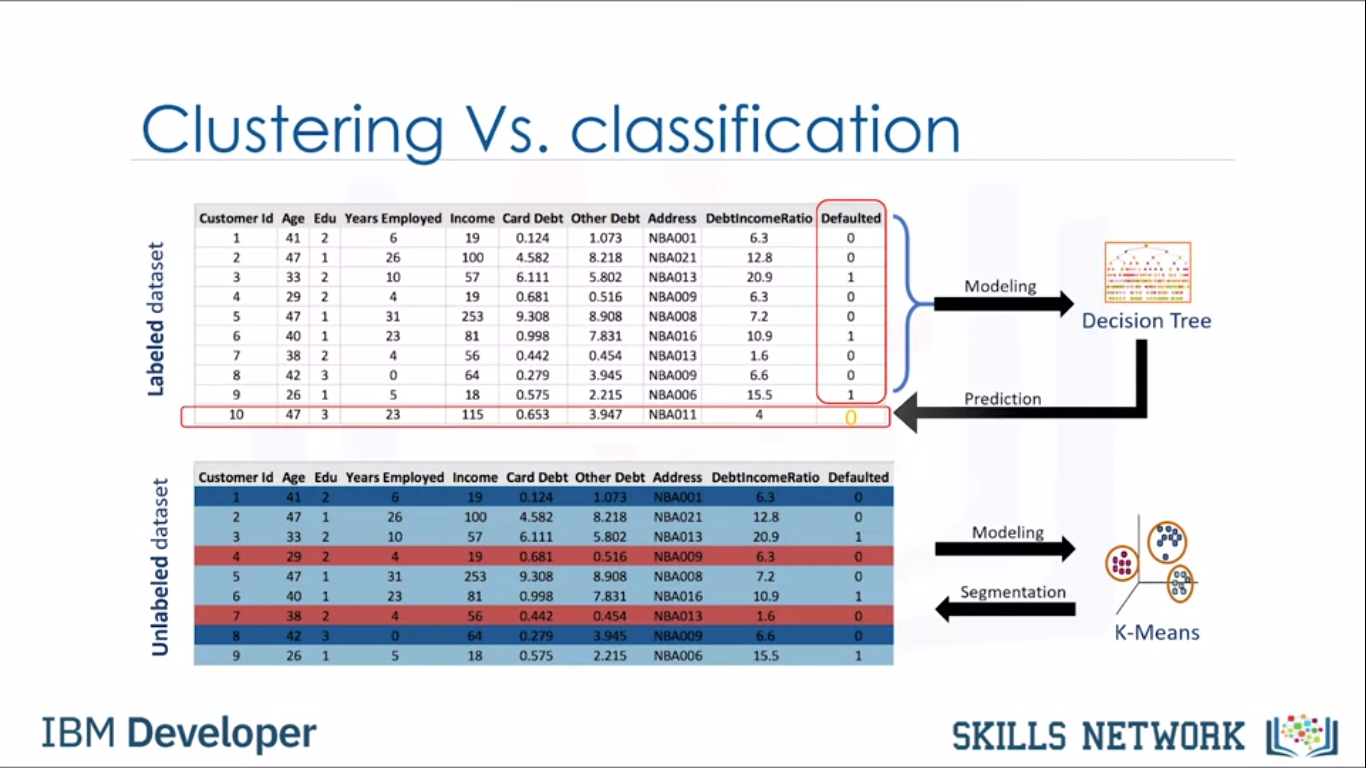 Clustering Vs. classification
Labeled dataset
Customer Id Age Edu Years Employed Income Card Debt Other Debt Address DebtIncomeRatio Defaulted
1 41 2 6 19 0.124 1.073 NBA001 6.3 0
2 47 1 26 100 4.582 8.218 NBA021 12.8 0
3 33 2 10 57 6.111 5.802 NBA013 20.9 1
4 29 2 4 19 0.681 0.516 NBA009 6.3 0
5 47 1 31 253 9.308 8.908 NBA008 7.2 0
6 40 1 23 81 0.998 7.831 NBA016 10.9 1
7 38 2 4 56 0.442 0.454 NBA013 1.6 0
8 42 3 0 64 0.279 3.945 NBA009 6.6 0
9 26 1 5 18 0.575 2.215 NBA006 15.5 1
10 47 3 23 115 0.653 3.947 NBA011 4 0
Modeling
Decision Tree
Prediction
Unlabeled dataset
Customer Id Age Edu Years Employed Income Card Debt Other Debt Address DebtIncomeRatio Defaulted
1 41 2 6 19 0.124 1.073 NBA001 6.3 0
2 47 1 26 100 4.582 8.218 NBA021 12.8 0
3 33 2 10 57 6.111 5.802 NBA013 20.9 1
4 29 2 4 19 0.681 0.516 NBA009 6.3 0
5 47 1 31 253 9.308 8.908 NBA008 7.2 0
6 40 1 23 81 0.998 7.831 NBA016 10.9 1
7 38 2 4 56 0.442 0.454 NBA013 1.6 0
8 42 3 0 64 0.279 3.945 NBA009 6.6 0
9 26 1 5 18 0.575 2.215 NBA006 15.5 1
Modeling
Segmentation
K-Means
IBM Developer
SKILLS NETWORK